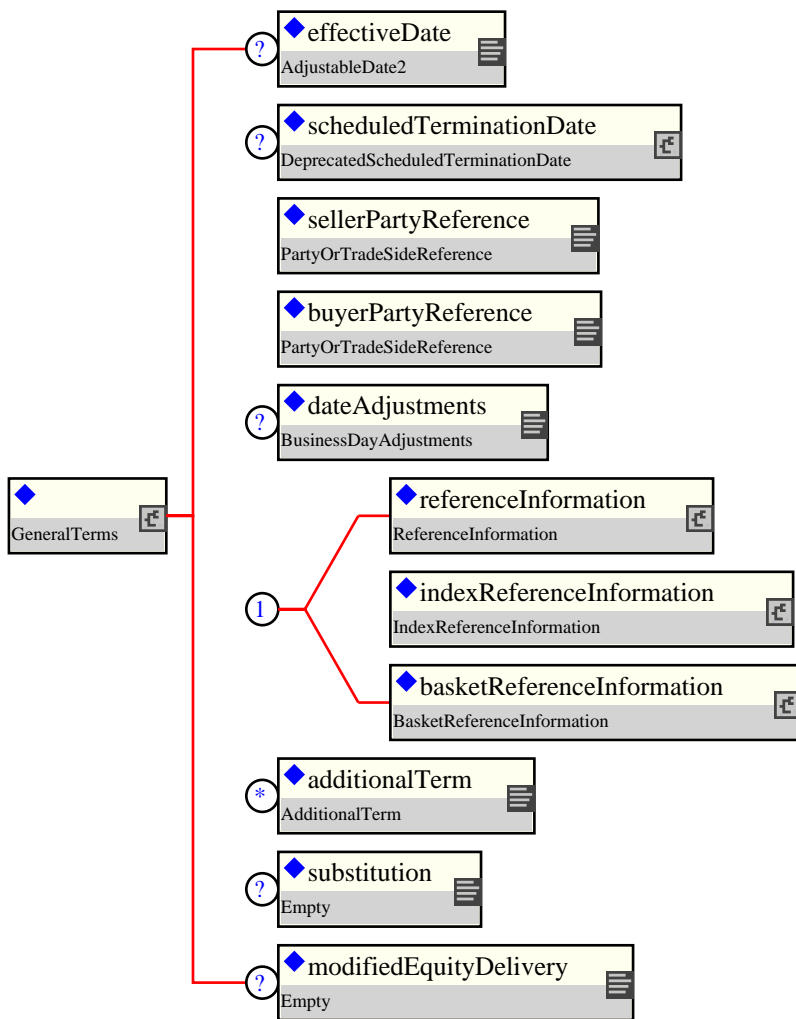 ?
effectiveDate
AdjustableDate2
?
scheduledTerminationDate
DeprecatedScheduledTerminationDate
sellerPartyReference
PartyOrTradeSideReference
buyerPartyReference
PartyOrTradeSideReference
?
dateAdjustments
BusinessDayAdjustments
GeneralTerms
1
referenceInformation
ReferenceInformation
indexReferenceInformation
IndexReferenceInformation
basketReferenceInformation
BasketReferenceInformation
*
additionalTerm
AdditionalTerm
?
substitution
Empty
?
modifiedEquityDelivery
Empty